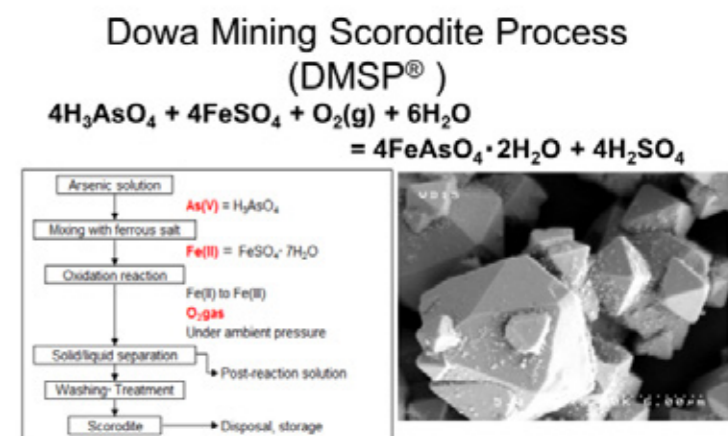 Dowa Mining Scorodite Process
(DMSP® )
4H₃AsO₄ + 4FeSO₄ + O₂(g) + 6H₂O
= 4FeAsO₄·2H₂O + 4H₂SO₄
Arsenic solution
As(V) = H₃AsO₄
Mixing with ferrous salt
Fe(II) = FeSO₄· 7H₂O
Oxidation reaction
Fe(II) to Fe(III)
O₂gas
Under ambient pressure
Solid/liquid separation
Post-reaction solution
Washing- Treatment
Scorodite
Disposal, storage